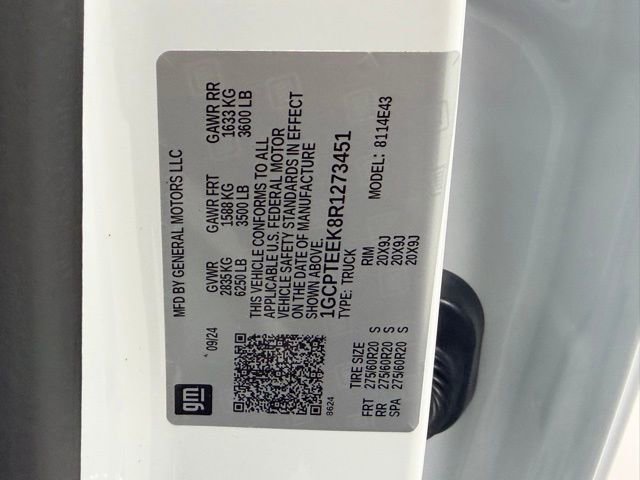 gm
MFD BY GENERAL MOTORS LLC
* 09/24
GVWR GAWR FRT GAWR RR
2835 KG 1588 KG 1633 KG
6250 LB 3500 LB 3600 LB
THIS VEHICLE CONFORMS TO ALL
APPLICABLE U.S. FEDERAL MOTOR
VEHICLE SAFETY STANDARDS IN EFFECT
ON THE DATE OF MANUFACTURE
SHOWN ABOVE.
1GCPTEEK8R1273451
8624
TYPE: TRUCK MODEL: 8114E43
TIRE SIZE RIM
FRT 275/60R20 S 20X9J
RR 275/60R20 S 20X9J
SPA 275/60R20 S 20X9J